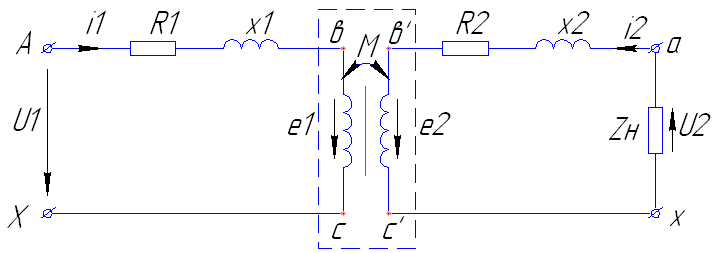 A i1 R1 x1 в M в' R2 x2 i2 a
U1 e1 e2 Zн U2
X c c' x